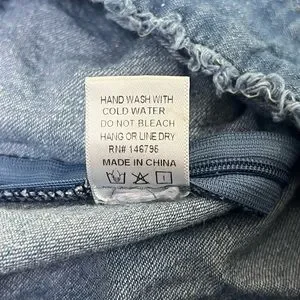 HAND WASH WITH
COLD WATER
DO NOT BLEACH
HANG OR LINE DRY
RN# 146796
MADE IN CHINA